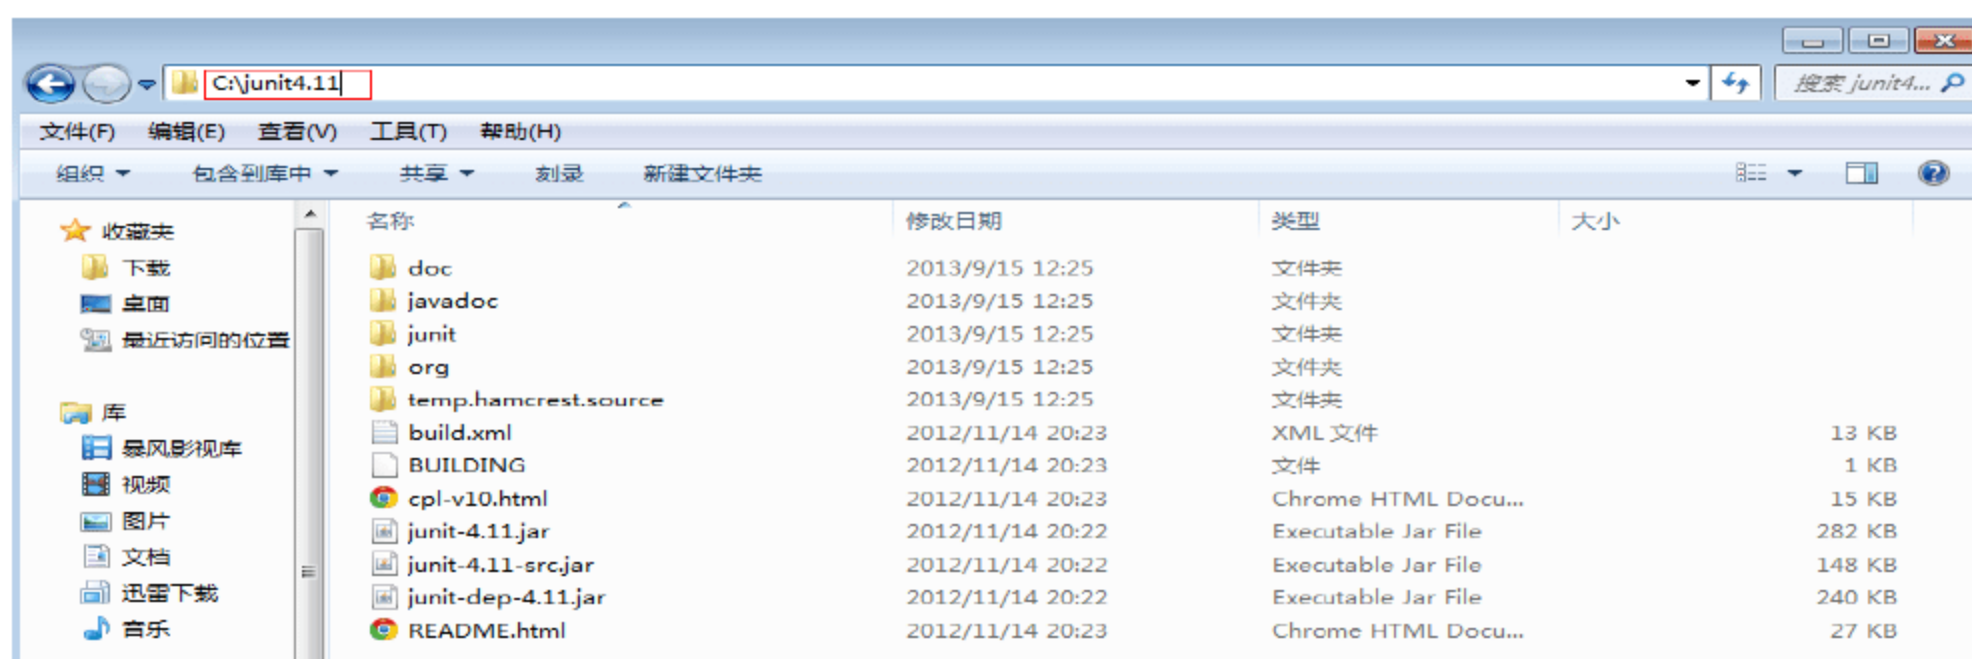 C:\junit4.11
搜索 junit4...
文件(F) 编辑(E) 查看(V) 工具(T) 帮助(H)
组织 包含到库中 共享 刻录 新建文件夹
收藏夹
下载
桌面
最近访问的位置
库
暴风影视库
视频
图片
文档
迅雷下载
音乐
名称 修改日期 类型 大小
doc 2013/9/15 12:25 文件夹
javadoc 2013/9/15 12:25 文件夹
junit 2013/9/15 12:25 文件夹
org 2013/9/15 12:25 文件夹
temp.hamcrest.source 2013/9/15 12:25 文件夹
build.xml 2012/11/14 20:23 XML 文件 13 KB
BUILDING 2012/11/14 20:23 文件 1 KB
cpl-v10.html 2012/11/14 20:23 Chrome HTML Docu... 15 KB
junit-4.11.jar 2012/11/14 20:22 Executable Jar File 282 KB
junit-4.11-src.jar 2012/11/14 20:22 Executable Jar File 148 KB
junit-dep-4.11.jar 2012/11/14 20:22 Executable Jar File 240 KB
README.html 2012/11/14 20:23 Chrome HTML Docu... 27 KB